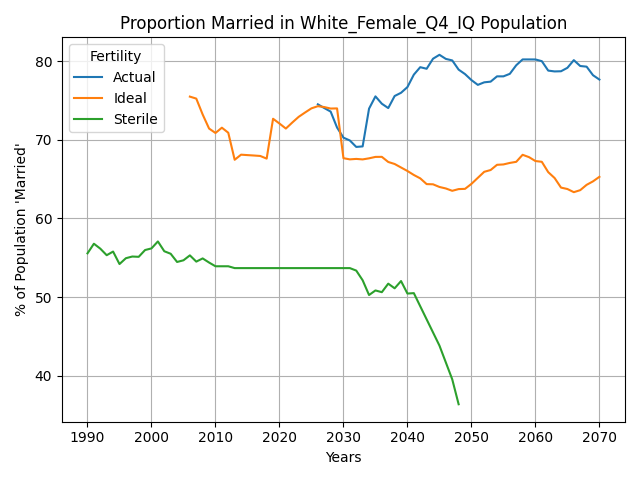 Proportion Married in White_Female_Q4_IQ Population
Fertility
Actual
Ideal
Sterile
80
70
60
50
40
% of Population 'Married'
1990 2000 2010 2020 2030 2040 2050 2060 2070
Years